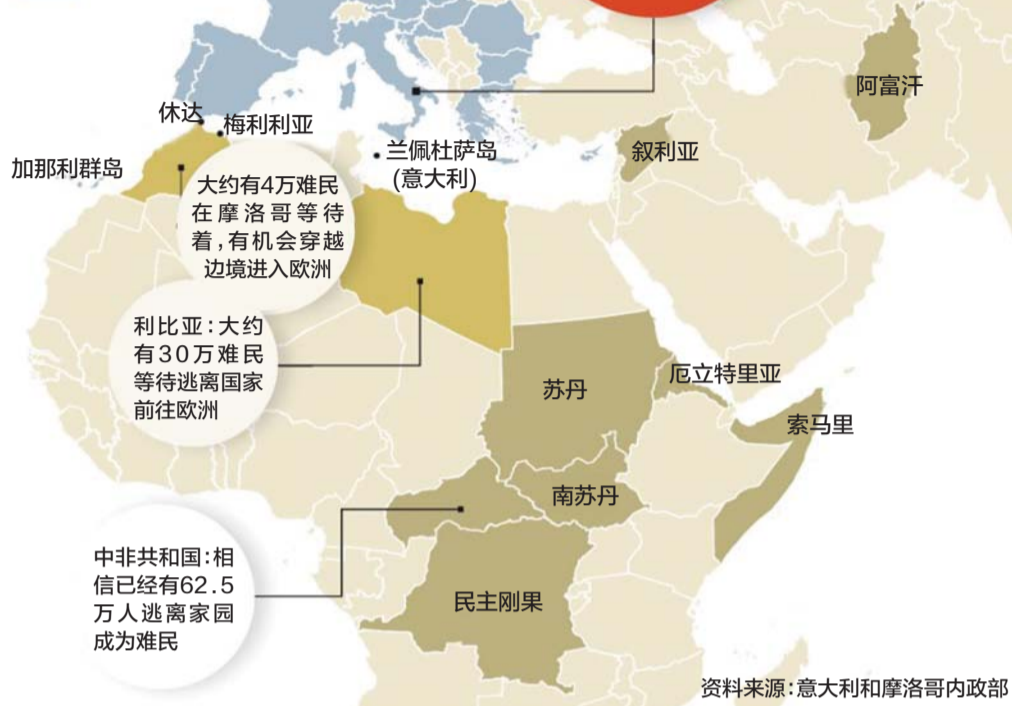 阿富汗
休达
梅利利亚
兰佩杜萨岛
(意大利)
叙利亚
加那利群岛
大约有4万难民
在摩洛哥等待
着,有机会穿越
边境进入欧洲
利比亚:大约
有30万难民
等待逃离国家
前往欧洲
苏丹
厄立特里亚
索马里
南苏丹
中非共和国:相
信已经有62.5
万人逃离家园
成为难民
民主刚果
资料来源:意大利和摩洛哥内政部